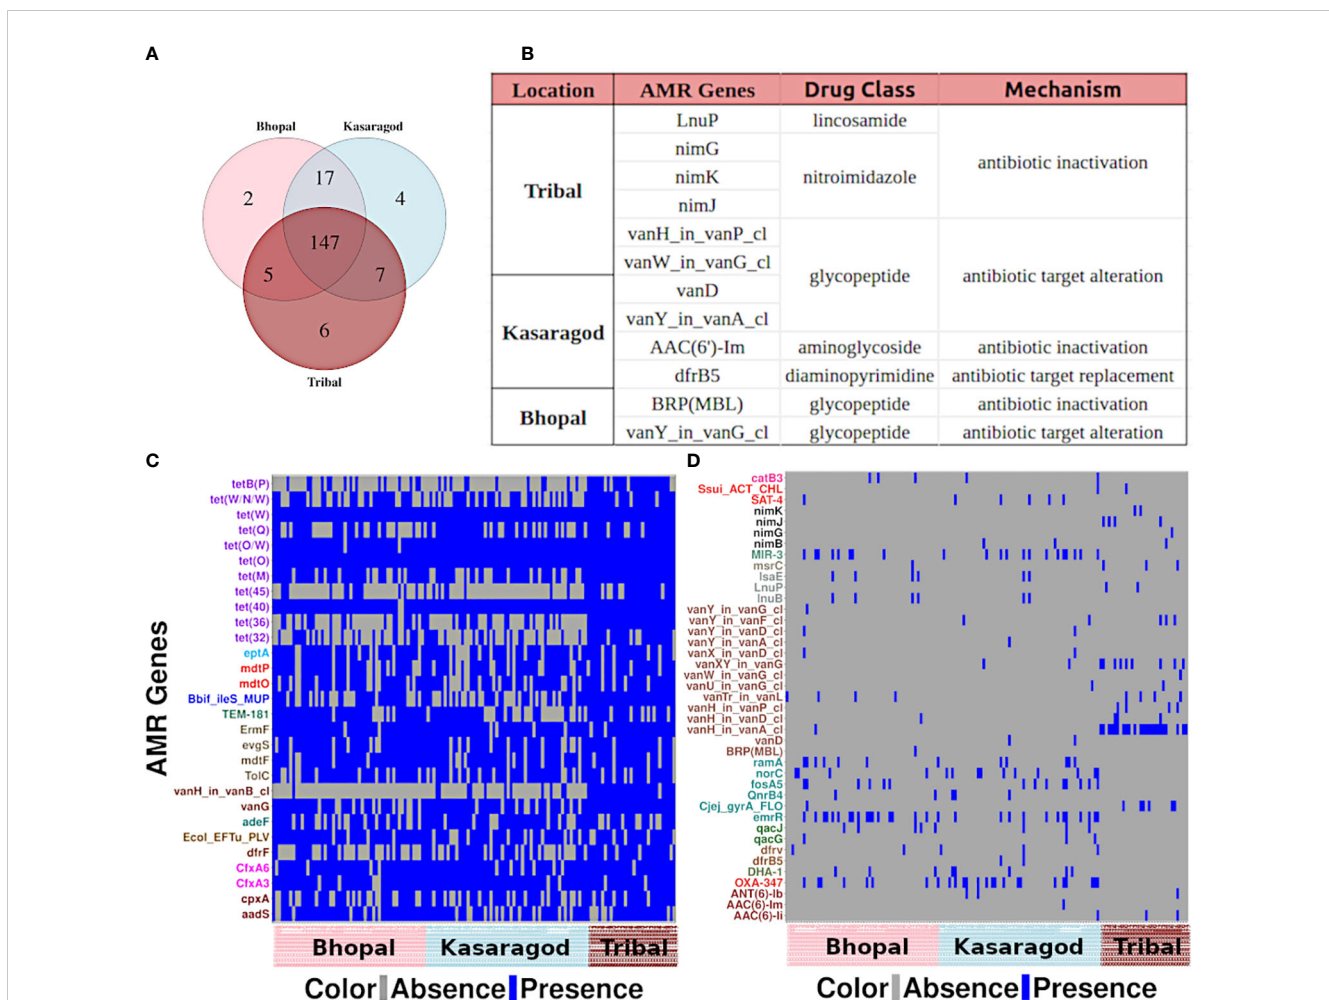 A
B
Bhopal
Kasaragod
2
17
4
147
5
7
6
Tribal
Location AMR Genes Drug Class Mechanism
Tribal
LnuP lincosamide
antibiotic inactivation
nimG
nimK nitroimidazole
nimJ
vanH_in_vanP_cl
vanW_in_vanG_cl
glycopeptide antibiotic target alteration
Kasaragod
vanD
vanY_in_vanA_cl
AAC(6')-Im aminoglycoside antibiotic inactivation
dfrB5 diaminopyrimidine antibiotic target replacement
Bhopal
BRP(MBL) glycopeptide antibiotic inactivation
vanY_in_vanG_cl glycopeptide antibiotic target alteration
C
AMR Genes
tetB(P)
tet(W/N/W)
tet(W)
tet(Q)
tet(O/W)
tet(O)
tet(M)
tet(45)
tet(40)
tet(36)
tet(32)
eptA
mdtP
mdtO
Bbif_ileS_MUP
TEM-181
ErmF
evgS
mdtF
TolC
vanH_in_vanB_cl
vanG
adeF
Ecol_EFTu_PLV
dfrF
CfxA6
CfxA3
cpxA
aadS
Bhopal Kasaragod Tribal
Color Absence Presence
D
catB3
Ssui_ACT_CHL
SAT-4
nimK
nimJ
nimG
nimB
MIR-3
msrC
lsaE
LnuP
lnuB
vanY_in_vanG_cl
vanY_in_vanF_cl
vanY_in_vanD_cl
vanY_in_vanA_cl
vanX_in_vanD_cl
vanXY_in_vanG
vanW_in_vanG_cl
vanU_in_vanG_cl
vanTr_in_vanL
vanH_in_vanP_cl
vanH_in_vanD_cl
vanH_in_vanA_cl
vanD
BRP(MBL)
ramA
norC
fosA5
QnrB4
Cjej_gyrA_FLO
emrR
qacJ
qacG
dfrv
dfrB5
DHA-1
OXA-347
ANT(6)-Ib
AAC(6)-Im
AAC(6)-Ii
Bhopal Kasaragod Tribal
Color Absence Presence